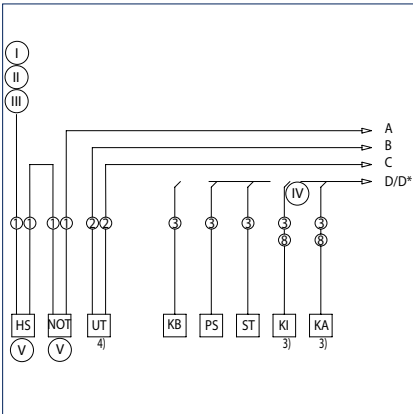 I
II
III
A
B
C
D/D*
IV
1 1 1 1 2 2 3 3 3 3 3
8 8
HS NOT UT KB PS ST KI KA
V V 4) 3) 3)